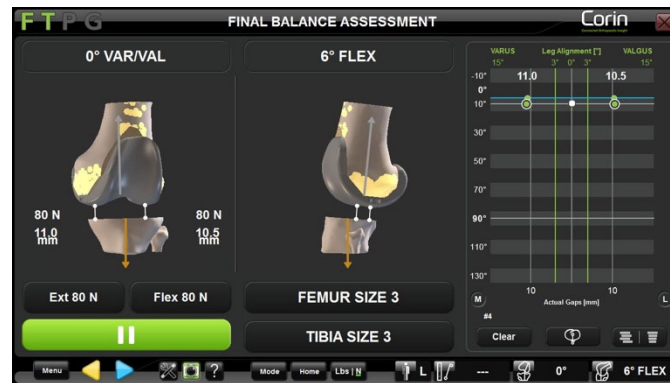 FTPG
FINAL BALANCE ASSESSMENT
Corin
0° VAR/VAL
6° FLEX
VARUS Leg Alignment [°] VALGUS
15° 3° 0° 3° 15°
-10° 11.0 10.5
0°
10°
30°
50°
70°
90°
110°
130°
10 10
M Actual Gaps [mm] L
80 N 80 N
11.0 10.5
mm mm
Ext 80 N
Flex 80 N
FEMUR SIZE 3
TIBIA SIZE 3
#4
Clear
Menu
?
Mode
Home
Lbs | N
L
---
0°
6° FLEX